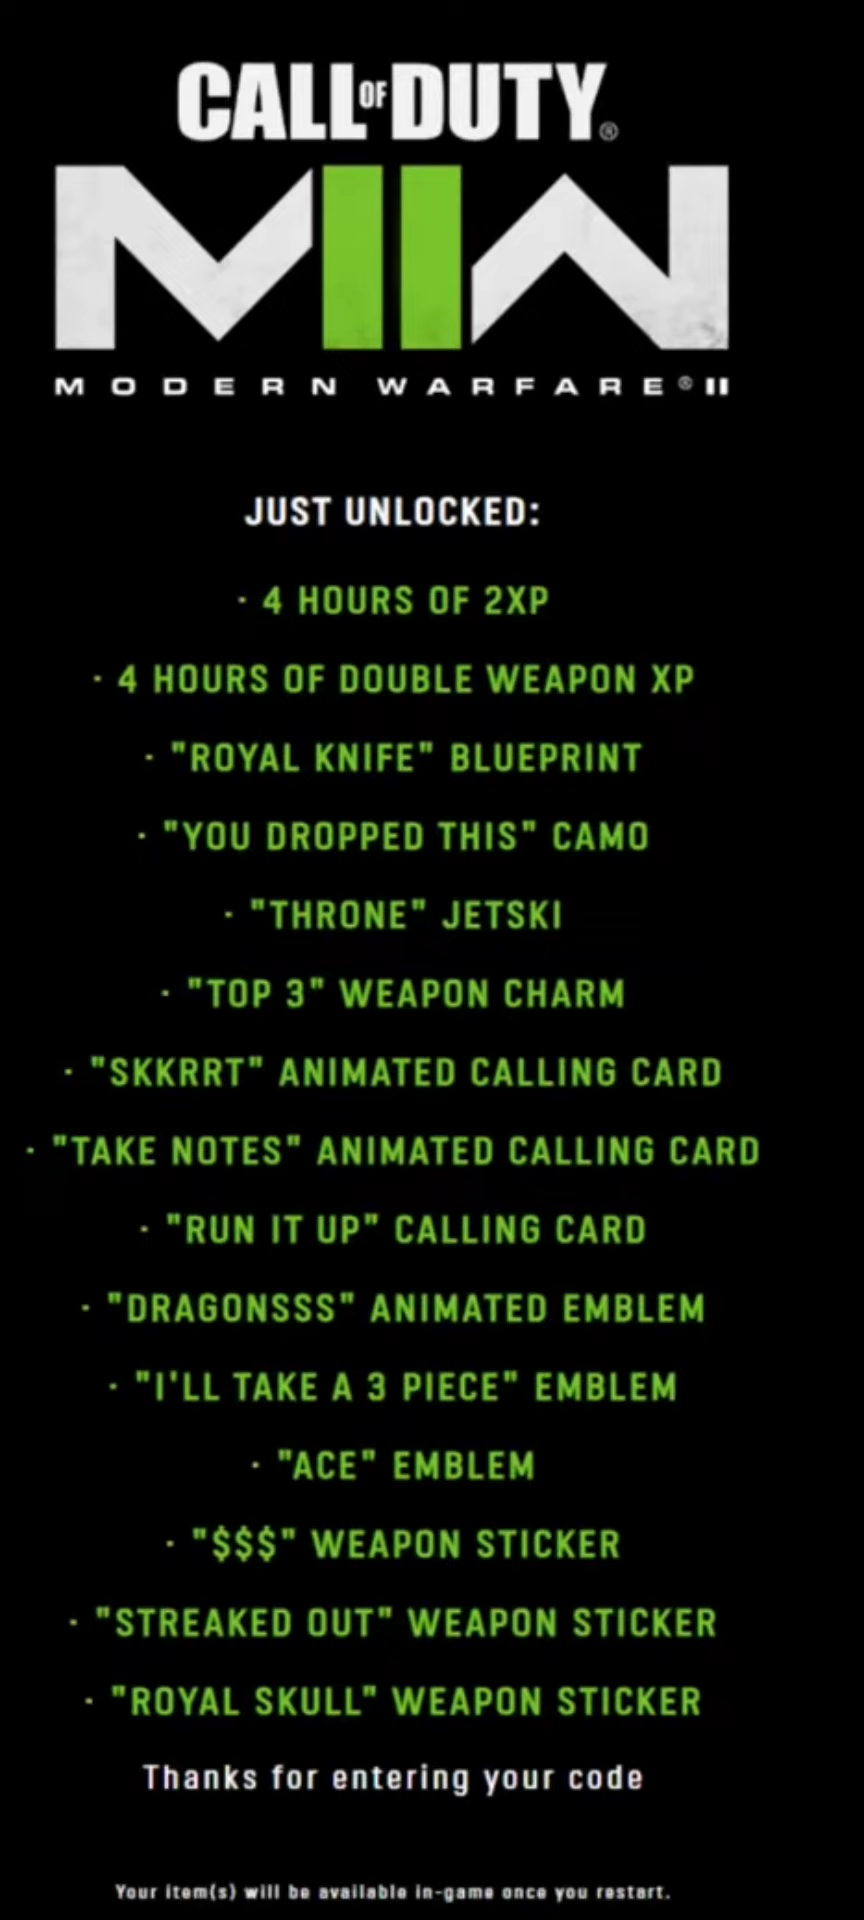 CALL OF DUTY®
MIIW
MODERN WARFARE® II
JUST UNLOCKED:
· 4 HOURS OF 2XP
· 4 HOURS OF DOUBLE WEAPON XP
· "ROYAL KNIFE" BLUEPRINT
· "YOU DROPPED THIS" CAMO
· "THRONE" JETSKI
· "TOP 3" WEAPON CHARM
· "SKKRRT" ANIMATED CALLING CARD
· "TAKE NOTES" ANIMATED CALLING CARD
· "RUN IT UP" CALLING CARD
· "DRAGONSSS" ANIMATED EMBLEM
· "I'LL TAKE A 3 PIECE" EMBLEM
· "ACE" EMBLEM
· "$$$" WEAPON STICKER
· "STREAKED OUT" WEAPON STICKER
· "ROYAL SKULL" WEAPON STICKER
Thanks for entering your code
Your item(s) will be available in-game once you restart.